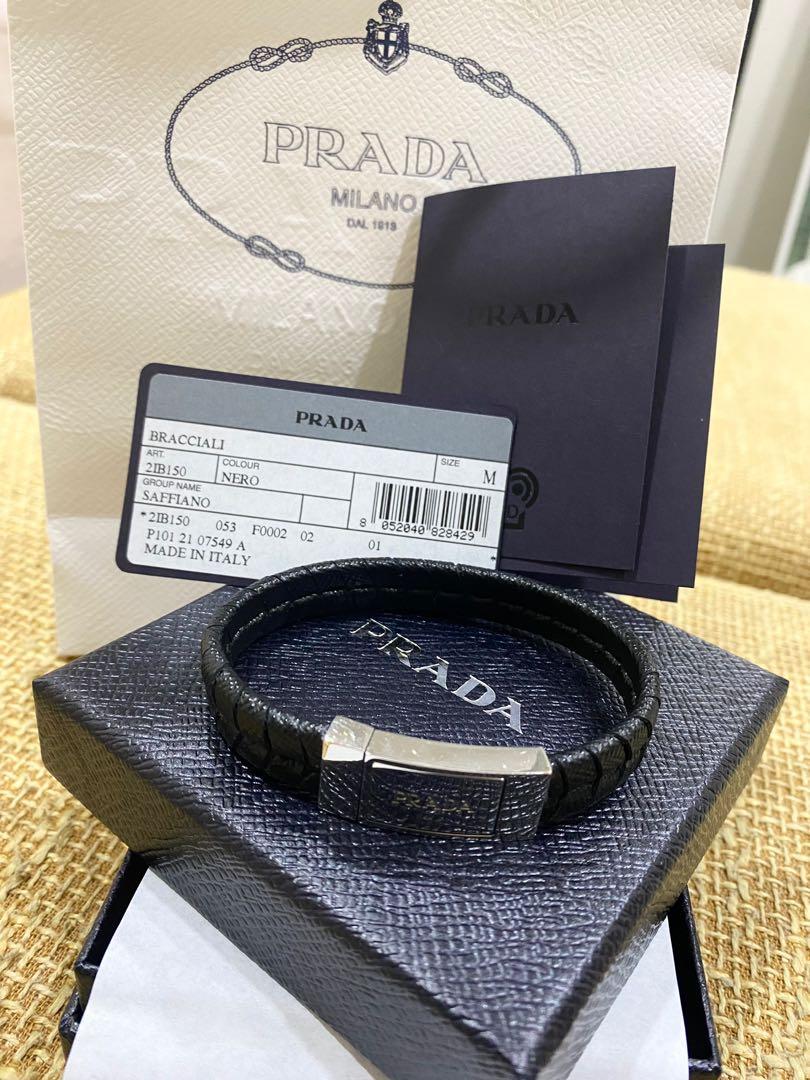 PRADA
MILANO
DAL 1913
PRADA
PRADA
BRACCIALI
ART.
2IB150
COLOUR
NERO
SIZE
M
GROUP NAME
SAFFIANO
*2IB150 053 F0002 02 01
8 052040 828429
P101 21 07549 A
MADE IN ITALY
*
PRADA
PRADA